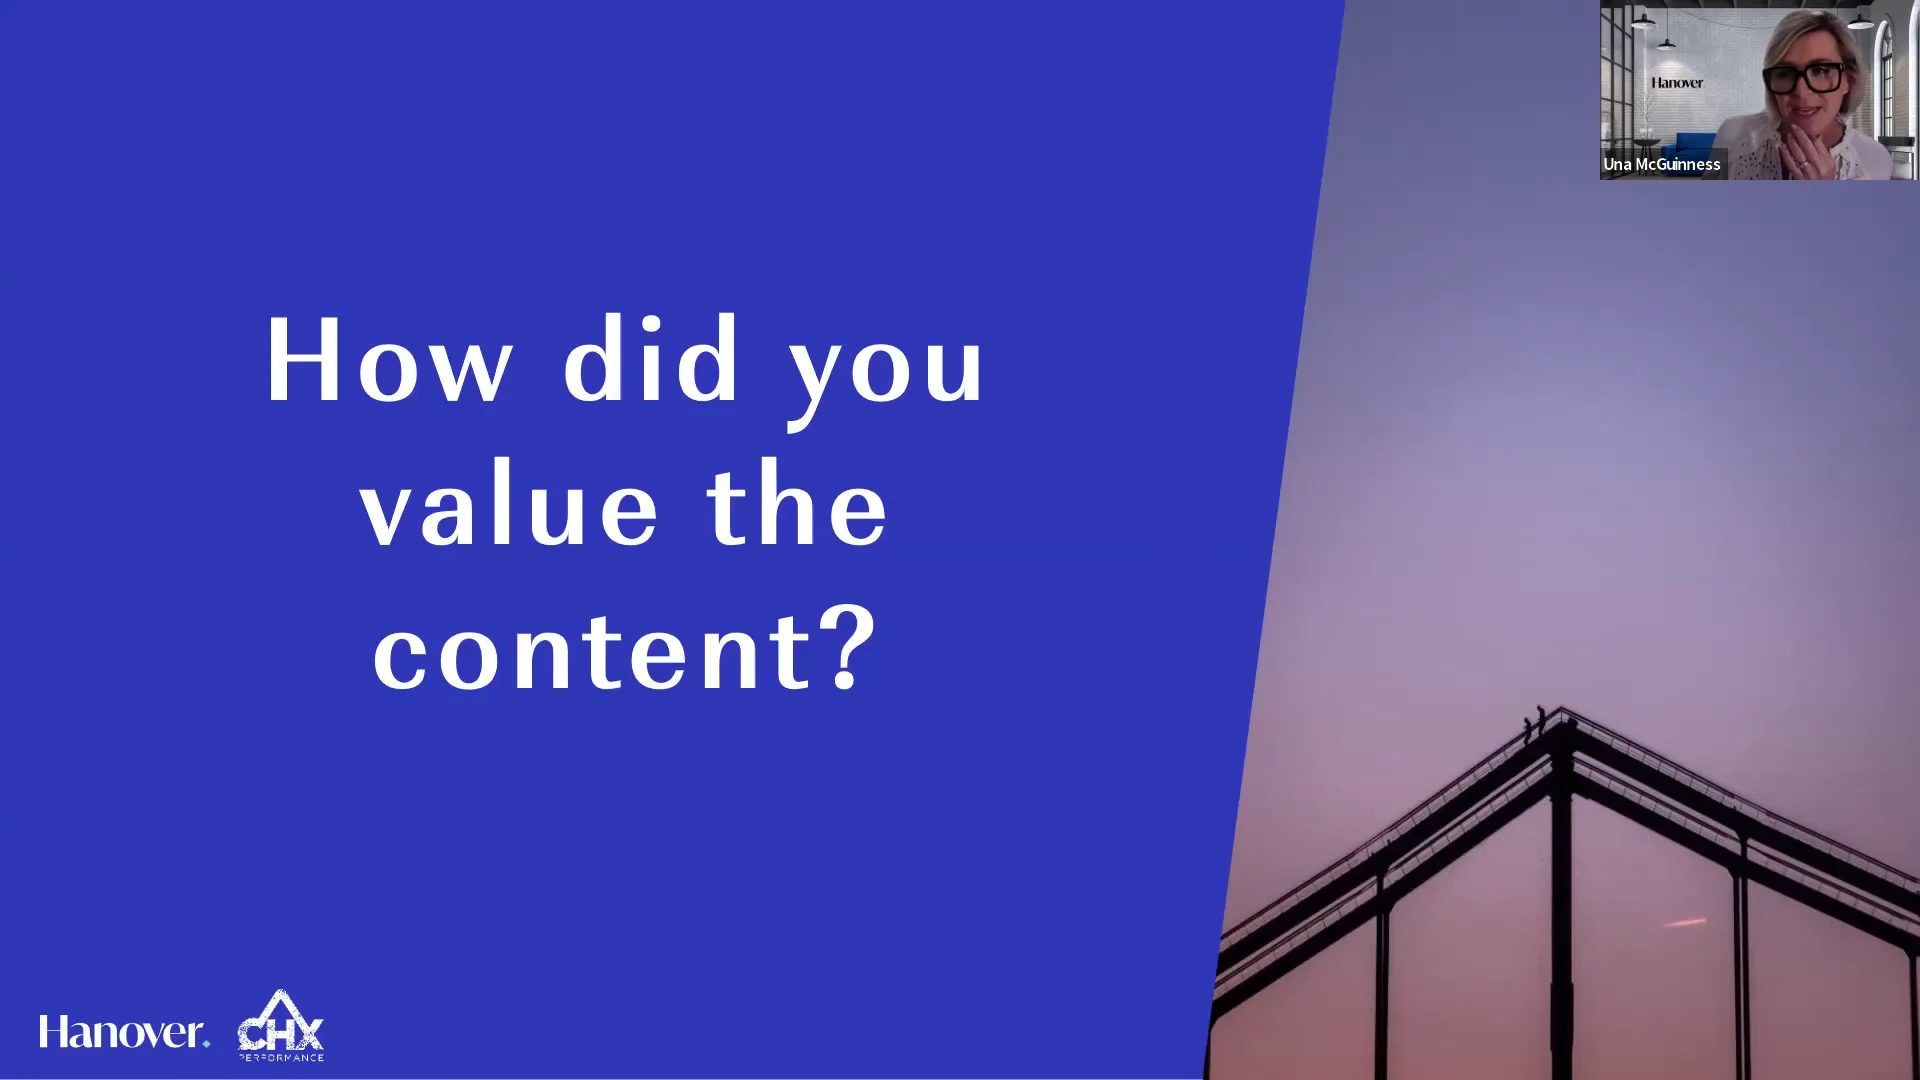 Hanover
Una McGuinness
How did you
value the
content?
Hanover.
CHX
PERFORMANCE